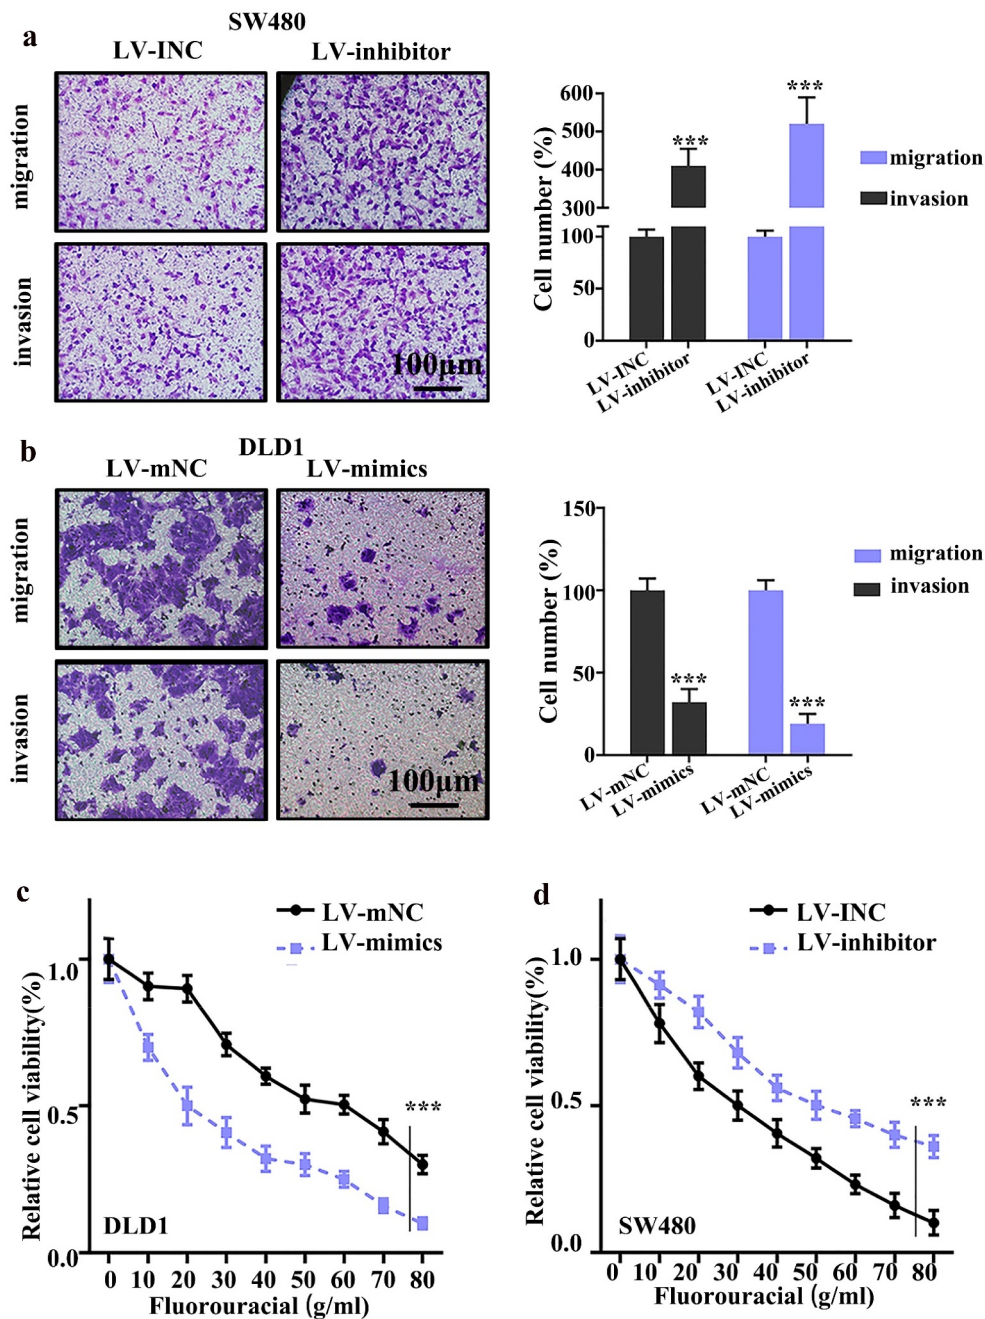 a
SW480
LV-INC
LV-inhibitor
migration
invasion
100μm
Cell number (%)
600
500
400
300
100
50
0
***
***
LV-INC
LV-inhibitor
LV-INC
LV-inhibitor
migration
invasion
b
DLD1
LV-mNC
LV-mimics
migration
invasion
100μm
Cell number (%)
150
100
50
0
***
***
LV-mNC
LV-mimics
LV-mNC
LV-mimics
migration
invasion
c
LV-mNC
LV-mimics
Relative cell viability(%)
1.0
0.5
0.0
***
DLD1
0 10 20 30 40 50 60 70 80
Fluorouracial (g/ml)
d
LV-INC
LV-inhibitor
Relative cell viability(%)
1.0
0.5
0.0
***
SW480
0 10 20 30 40 50 60 70 80
Fluorouracial (g/ml)